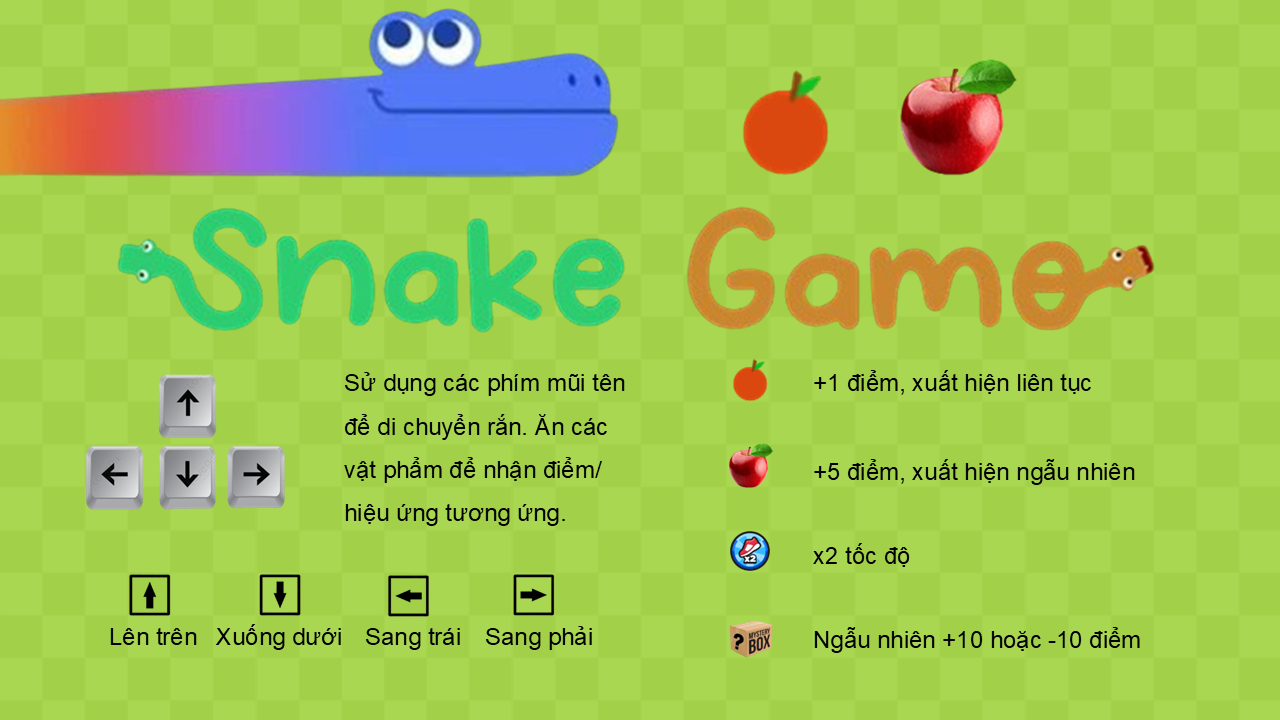 Snake Game
Sử dụng các phím mũi tên
để di chuyển rắn. Ăn các
vật phẩm để nhận điểm/
hiệu ứng tương ứng.
Lên trên Xuống dưới Sang trái Sang phải
+1 điểm, xuất hiện liên tục
+5 điểm, xuất hiện ngẫu nhiên
x2
x2 tốc độ
?
MYSTERY
BOX
Ngẫu nhiên +10 hoặc -10 điểm